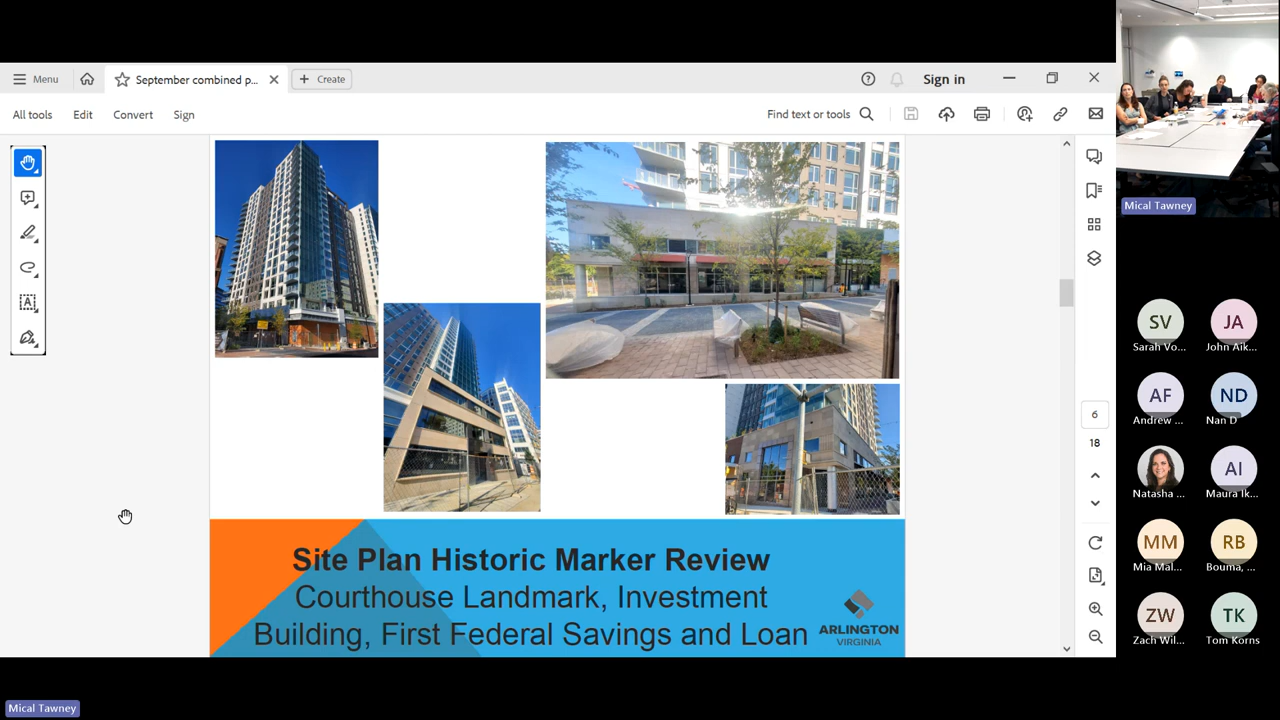 Menu
September combined p...
Create
Sign in
All tools
Edit
Convert
Sign
Find text or tools
6
18
Site Plan Historic Marker Review
Courthouse Landmark, Investment
Building, First Federal Savings and Loan
ARLINGTON
VIRGINIA
Mical Tawney
SV
Sarah Vo...
JA
John Aik...
AF
Andrew ...
ND
Nan D
Natasha ...
AI
Maura Ik...
MM
Mia Mal...
RB
Bouma, ...
ZW
Zach Wil...
TK
Tom Korns
Mical Tawney